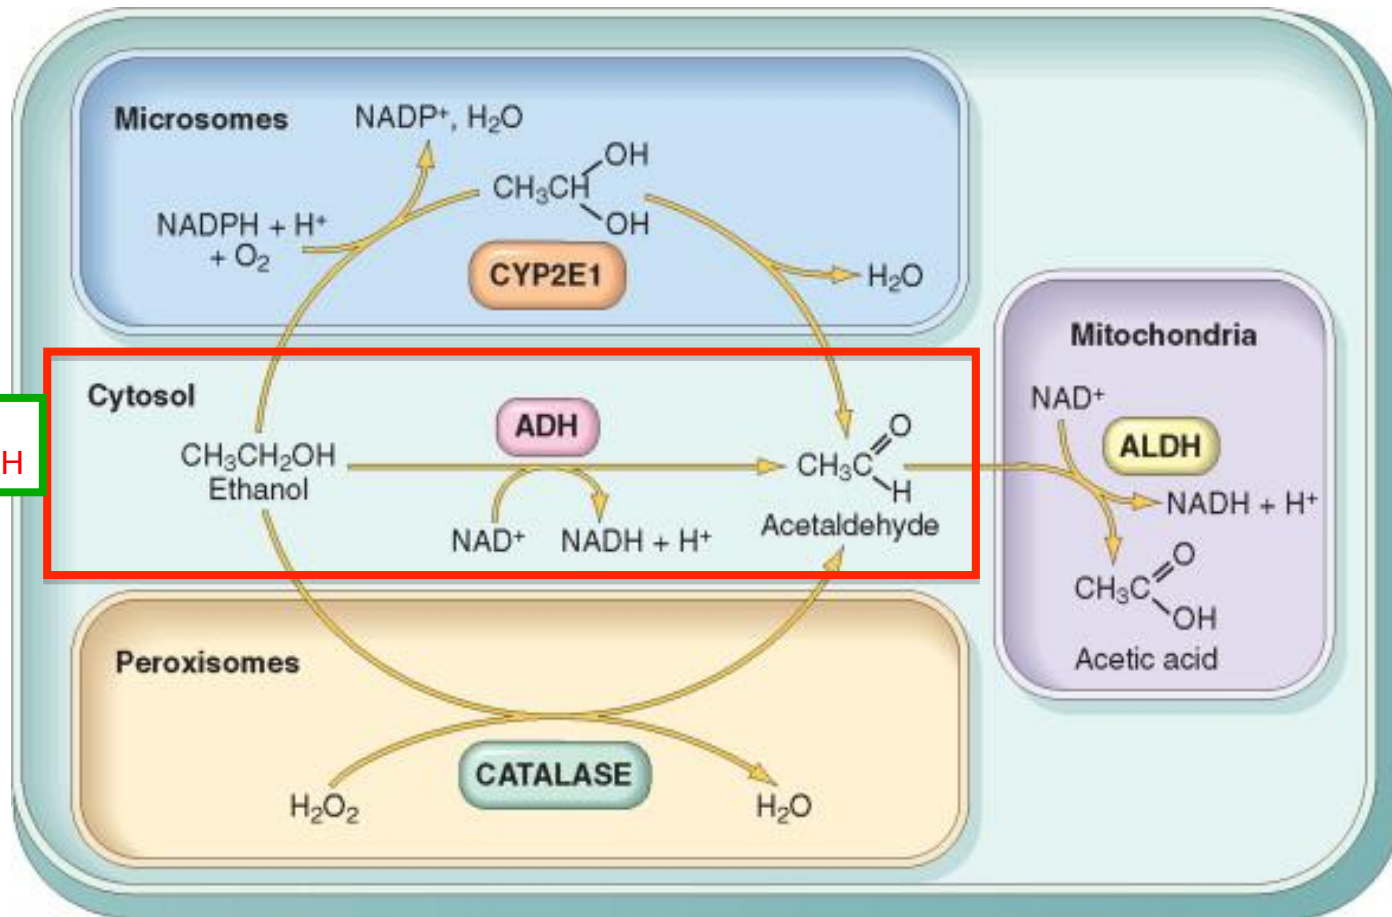 Microsomes
NADP⁺, H₂O
OH
CH₃CH
OH
NADPH + H⁺
+ O₂
CYP2E1
H₂O
Cytosol
H
ADH
CH₃CH₂OH
Ethanol
NAD⁺
NADH + H⁺
O
CH₃C
H
Acetaldehyde
Mitochondria
NAD⁺
ALDH
NADH + H⁺
O
CH₃C
OH
Acetic acid
Peroxisomes
CATALASE
H₂O₂
H₂O